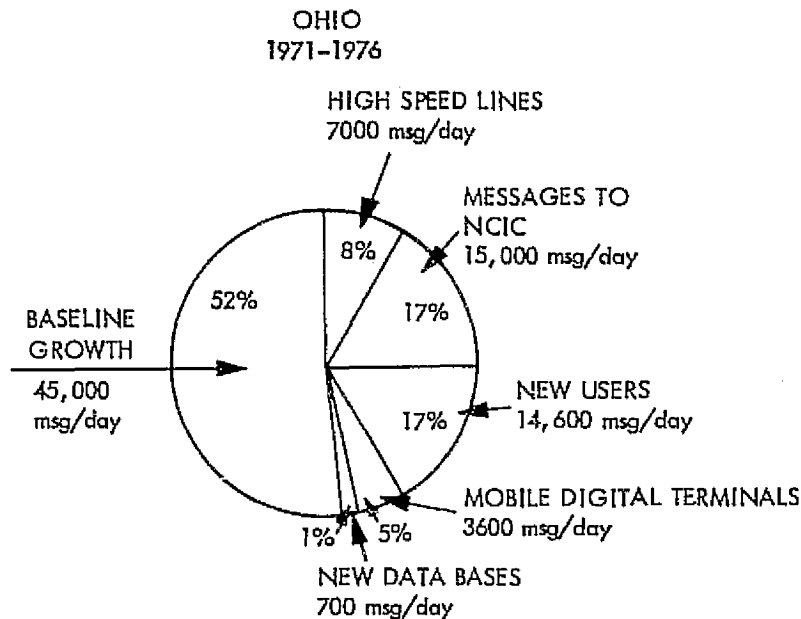 OHIO
1971-1976
HIGH SPEED LINES
7000 msg/day
8%
MESSAGES TO
NCIC
15,000 msg/day
17%
52%
BASELINE
GROWTH
45,000
msg/day
NEW USERS
14,600 msg/day
17%
MOBILE DIGITAL TERMINALS
3600 msg/day
5%
1%
NEW DATA BASES
700 msg/day